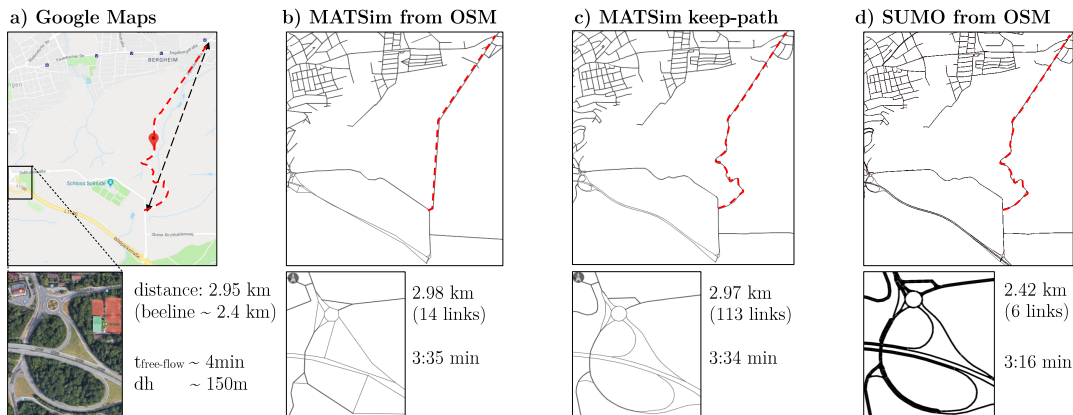 a) Google Maps
b) MATSim from OSM
c) MATSim keep-path
d) SUMO from OSM
BERGHEIM
Engelbergstraße
Schloss Solitude
distance: 2.95 km
(beeline ~ 2.4 km)
tfree-flow ~ 4min
dh ~ 150m
2.98 km
(14 links)
3:35 min
2.97 km
(113 links)
3:34 min
2.42 km
(6 links)
3:16 min